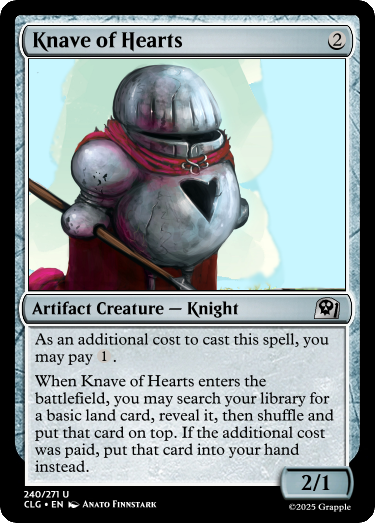 Knave of Hearts 2
Artifact Creature — Knight
As an additional cost to cast this spell, you
may pay 1 .
When Knave of Hearts enters the
battlefield, you may search your library for
a basic land card, reveal it, then shuffle and
put that card on top. If the additional cost
was paid, put that card into your hand
instead.
2/1
240/271 U
CLG • EN Anato Finnstark
©2025 Grapple